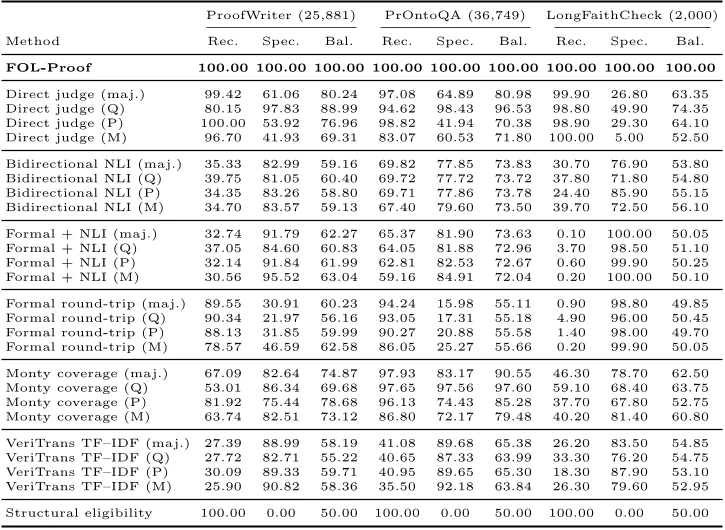 ProofWriter (25,881) PrOntoQA (36,749) LongFaithCheck (2,000)
Method Rec. Spec. Bal. Rec. Spec. Bal. Rec. Spec. Bal.
FOL-Proof 100.00 100.00 100.00 100.00 100.00 100.00 100.00 100.00 100.00
Direct judge (maj.) 99.42 61.06 80.24 97.08 64.89 80.98 99.90 26.80 63.35
Direct judge (Q) 80.15 97.83 88.99 94.62 98.43 96.53 98.80 49.90 74.35
Direct judge (P) 100.00 53.92 76.96 98.82 41.94 70.38 98.90 29.30 64.10
Direct judge (M) 96.70 41.93 69.31 83.07 60.53 71.80 100.00 5.00 52.50
Bidirectional NLI (maj.) 35.33 82.99 59.16 69.82 77.85 73.83 30.70 76.90 53.80
Bidirectional NLI (Q) 39.75 81.05 60.40 69.72 77.72 73.72 37.80 71.80 54.80
Bidirectional NLI (P) 34.35 83.26 58.80 69.71 77.86 73.78 24.40 85.90 55.15
Bidirectional NLI (M) 34.70 83.57 59.13 67.40 79.60 73.50 39.70 72.50 56.10
Formal + NLI (maj.) 32.74 91.79 62.27 65.37 81.90 73.63 0.10 100.00 50.05
Formal + NLI (Q) 37.05 84.60 60.83 64.05 81.88 72.96 3.70 98.50 51.10
Formal + NLI (P) 32.14 91.84 61.99 62.81 82.53 72.67 0.60 99.90 50.25
Formal + NLI (M) 30.56 95.52 63.04 59.16 84.91 72.04 0.20 100.00 50.10
Formal round-trip (maj.) 89.55 30.91 60.23 94.24 15.98 55.11 0.90 98.80 49.85
Formal round-trip (Q) 90.34 21.97 56.16 93.05 17.31 55.18 4.90 96.00 50.45
Formal round-trip (P) 88.13 31.85 59.99 90.27 20.88 55.58 1.40 98.00 49.70
Formal round-trip (M) 78.57 46.59 62.58 86.05 25.27 55.66 0.20 99.90 50.05
Monty coverage (maj.) 67.09 82.64 74.87 97.93 83.17 90.55 46.30 78.70 62.50
Monty coverage (Q) 53.01 86.34 69.68 97.65 97.56 97.60 59.10 68.40 63.75
Monty coverage (P) 81.92 75.44 78.68 96.13 74.43 85.28 37.70 67.80 52.75
Monty coverage (M) 63.74 82.51 73.12 86.80 72.17 79.48 40.20 81.40 60.80
VeriTrans TF–IDF (maj.) 27.39 88.99 58.19 41.08 89.68 65.38 26.20 83.50 54.85
VeriTrans TF–IDF (Q) 27.72 82.71 55.22 40.65 87.33 63.99 33.30 76.20 54.75
VeriTrans TF–IDF (P) 30.09 89.33 59.71 40.95 89.65 65.30 18.30 87.90 53.10
VeriTrans TF–IDF (M) 25.90 90.82 58.36 35.50 92.18 63.84 26.30 79.60 52.95
Structural eligibility 100.00 0.00 50.00 100.00 0.00 50.00 100.00 0.00 50.00